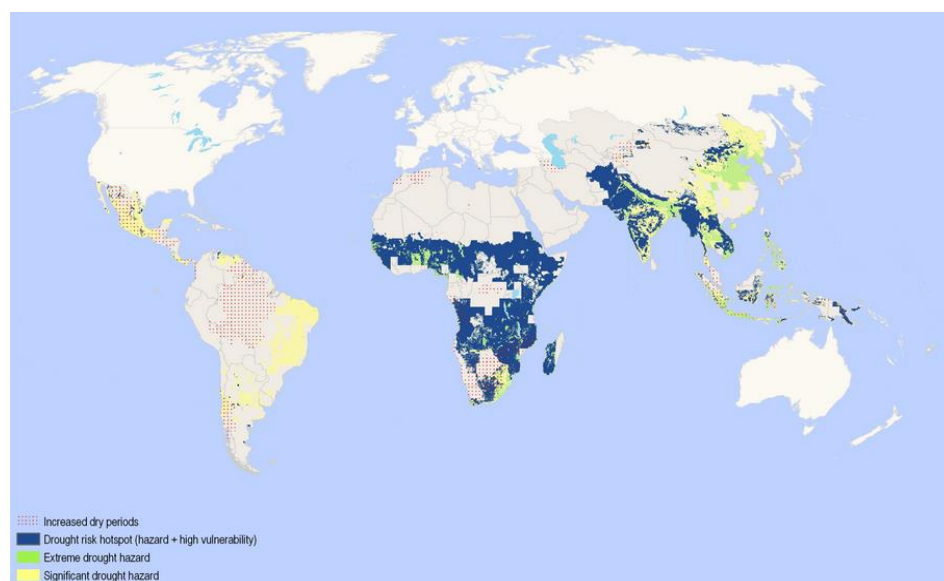 Increased dry periods
Drought risk hotspot (hazard + high vulnerability)
Extreme drought hazard
Significant drought hazard